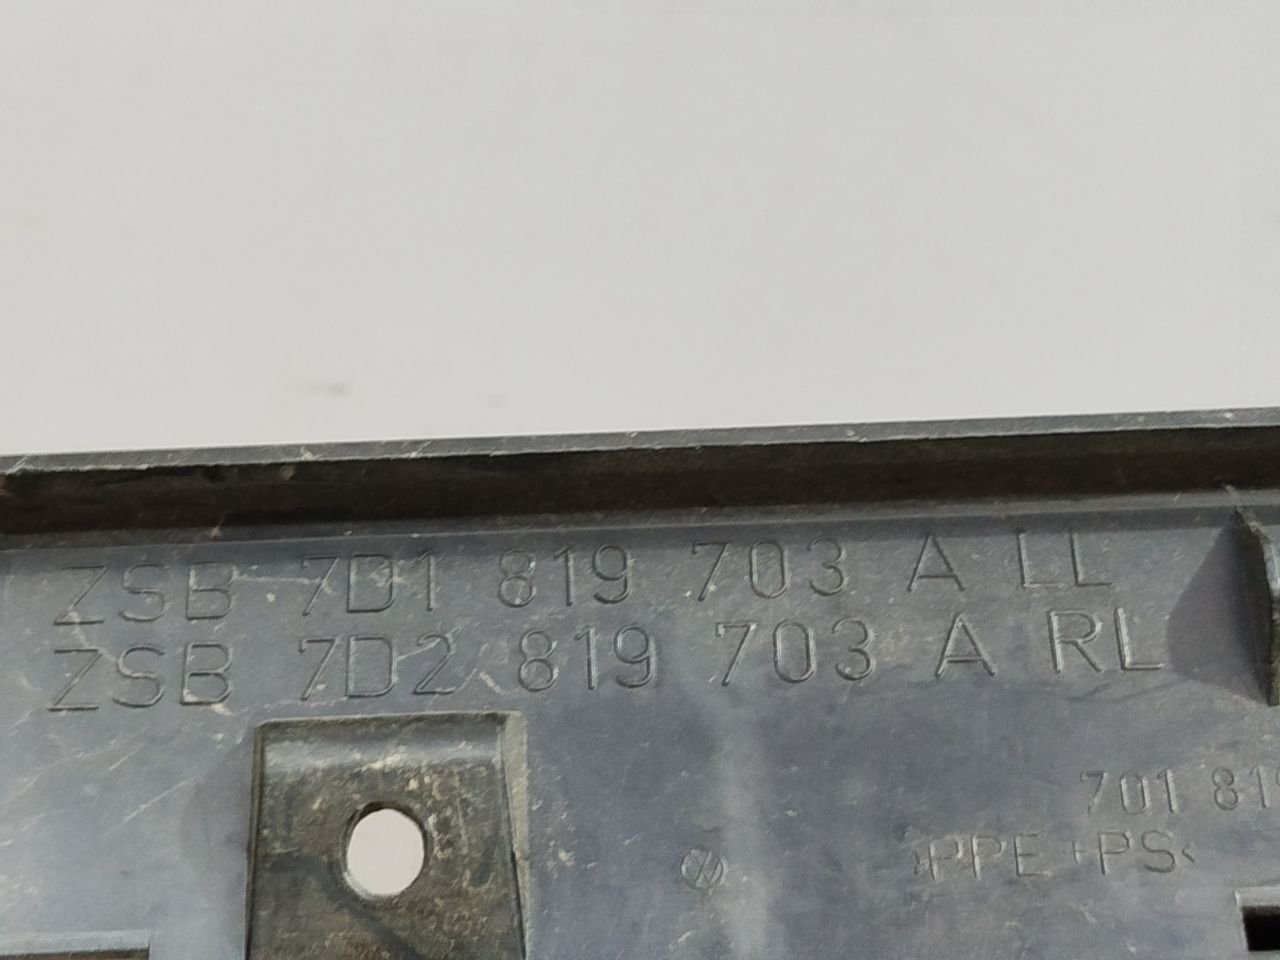 ZSB 7D1 819 703 A LL
ZSB 7D2 819 703 A RL
701 81
>PPE+PS<